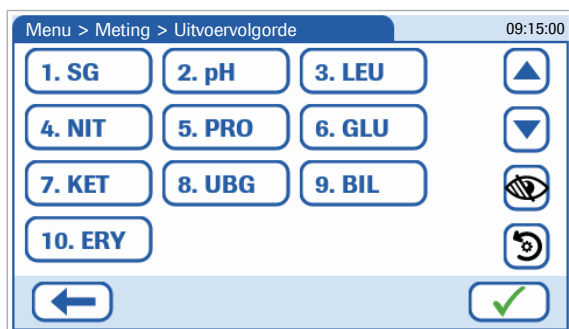 Menu > Meting > Uitvoervolgorde 09:15:00
1. SG 2. pH 3. LEU
4. NIT 5. PRO 6. GLU
7. KET 8. UBG 9. BIL
10. ERY